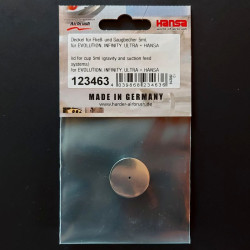 HANSA
Deckel für Fließ- und Saugbecher 5ml
für EVOLUTION, INFINITY, ULTRA + HANSA
lid for cup 5ml (gravity and suction feed
systems)
for EVOLUTION, INFINITY, ULTRA + HANSA
123463
MADE IN GERMANY
www.harder-airbrush.de